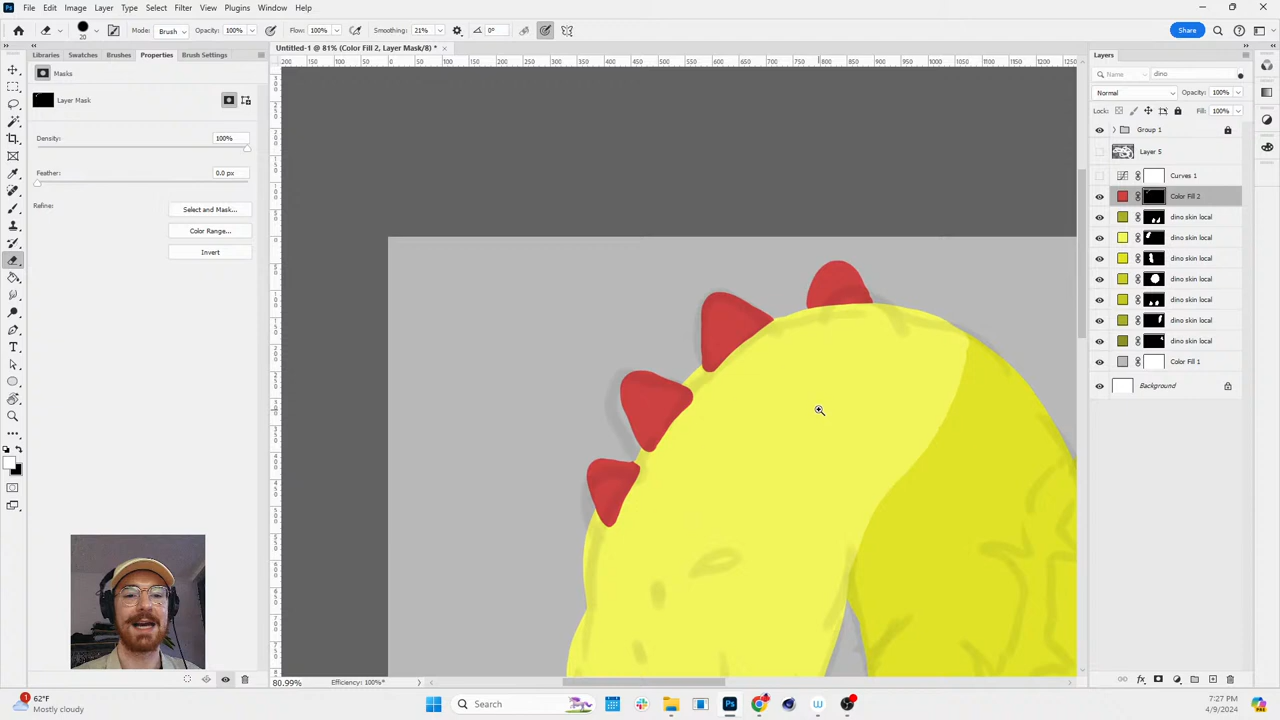 File Edit Image Layer Type Select Filter View Plugins Window Help
20 Mode: Brush Opacity: 100% Flow: 100% Smoothing: 21% 0° Share
Libraries Swatches Brushes Properties Brush Settings
Untitled-1 @ 81% (Color Fill 2, Layer Mask/8) *
Masks
Layer Mask
Density: 100%
Feather: 0.0 px
Refine: Select and Mask...
Color Range...
Invert
Layers
Name dino
Normal Opacity: 100%
Lock: Fill: 100%
Group 1
Layer 5
Curves 1
Color Fill 2
dino skin local
dino skin local
dino skin local
dino skin local
dino skin local
dino skin local
dino skin local
Color Fill 1
Background
80.99% Efficiency: 100%*
1 62°F
Mostly cloudy
Search
7:27 PM
4/9/2024